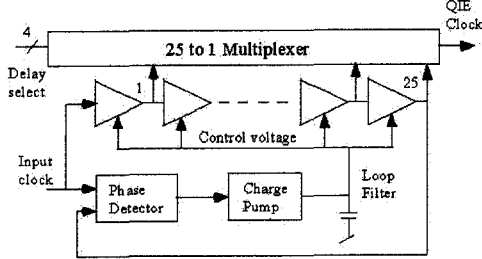 QIE
Clock
4
25 to 1 Multiplexer
Delay
select
1
25
Control voltage
Input
clock
Phase
Detector
Charge
Pump
Loop
Filter